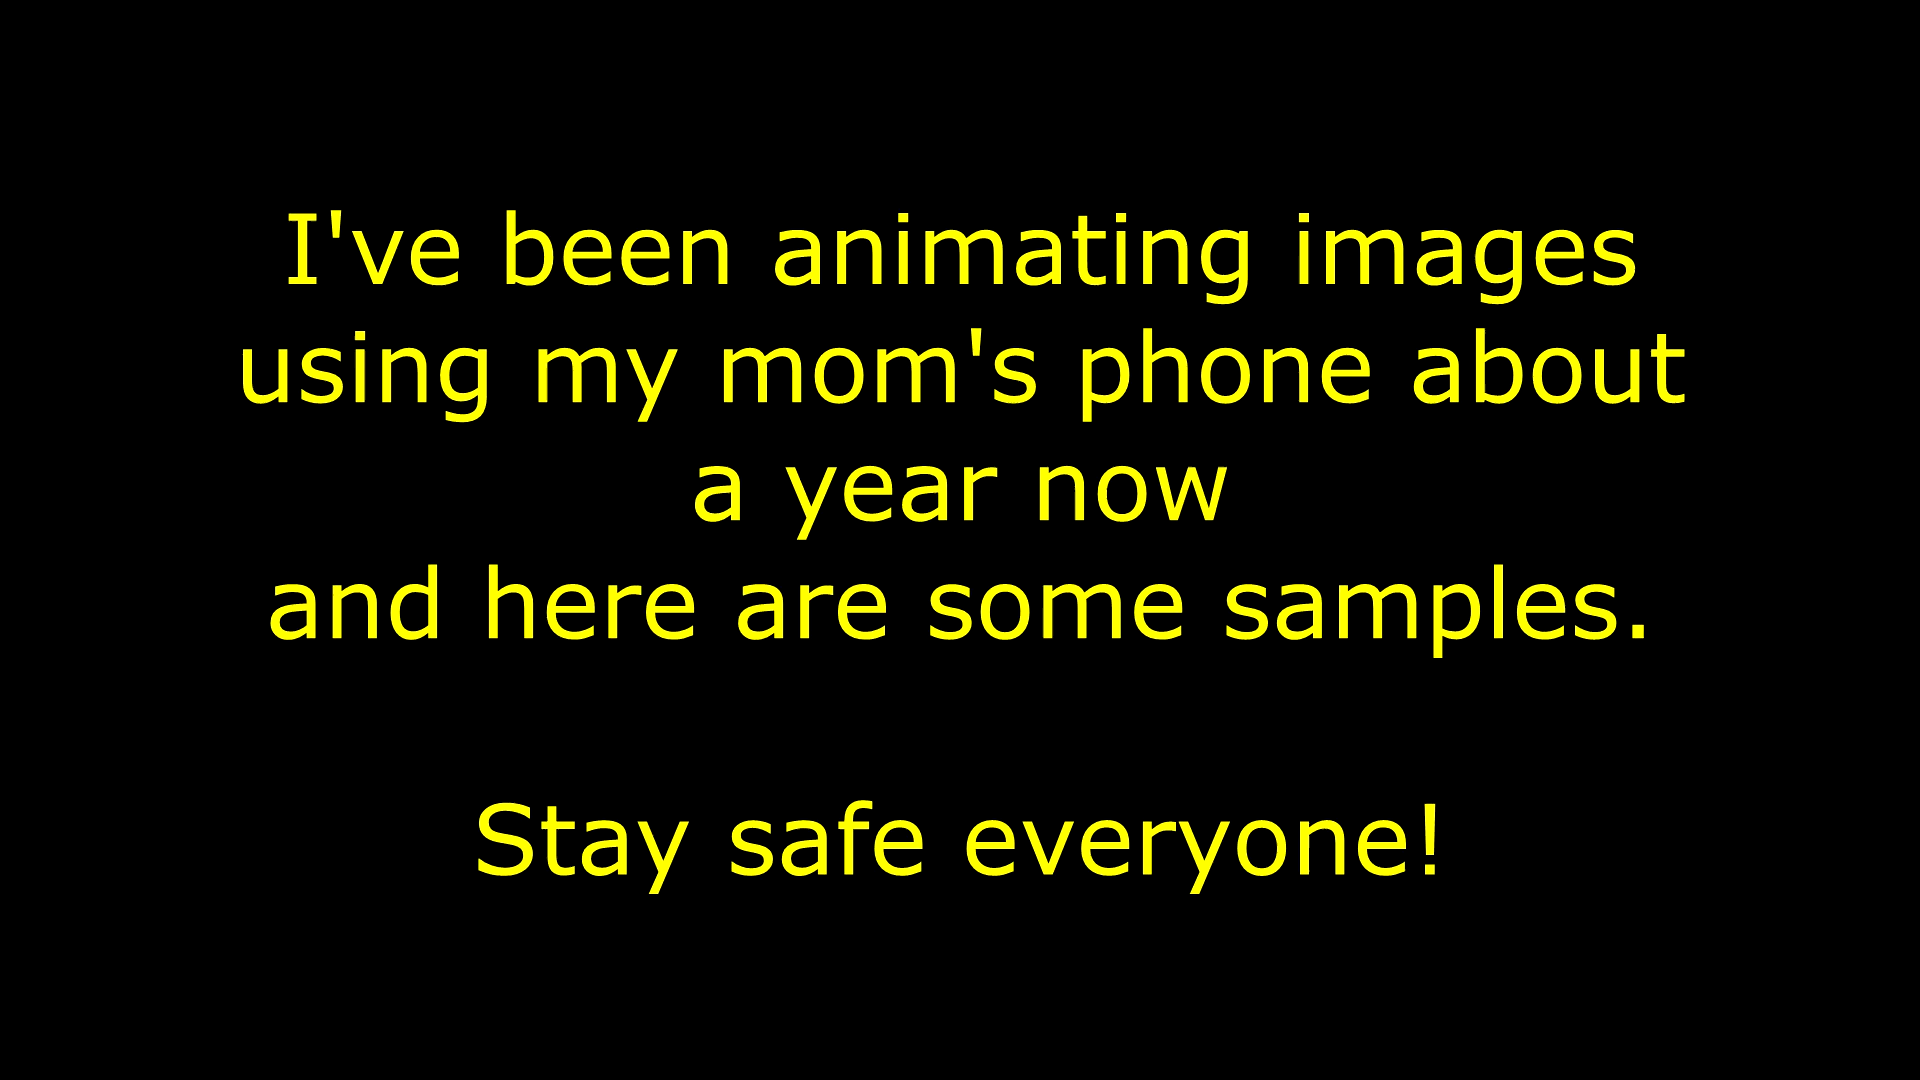 I've been animating images
using my mom's phone about
a year now
and here are some samples.
Stay safe everyone!